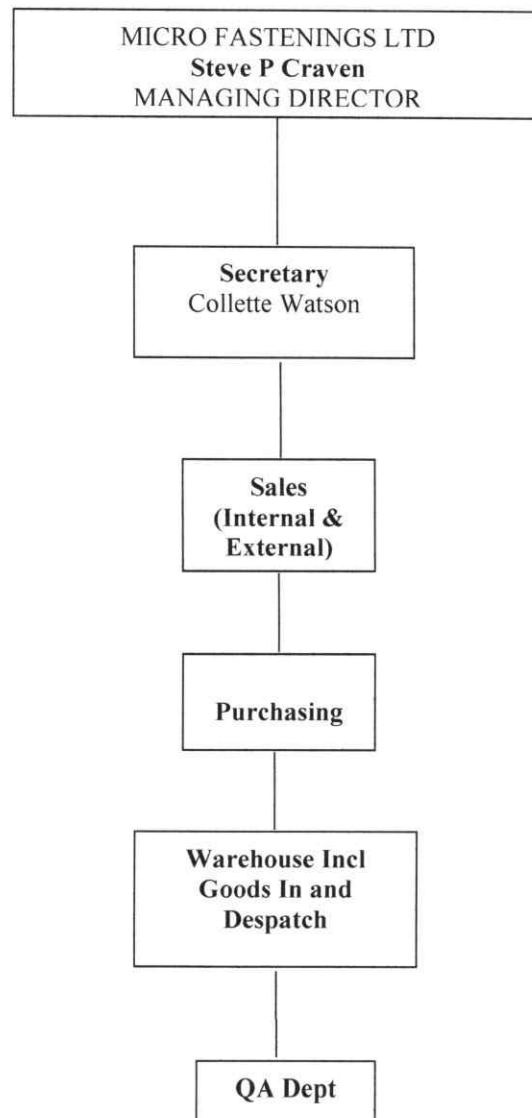 MICRO FASTENINGS LTD
Steve P Craven
MANAGING DIRECTOR
Secretary
Collette Watson
Sales
(Internal &
External)
Purchasing
Warehouse Incl
Goods In and
Despatch
QA Dept